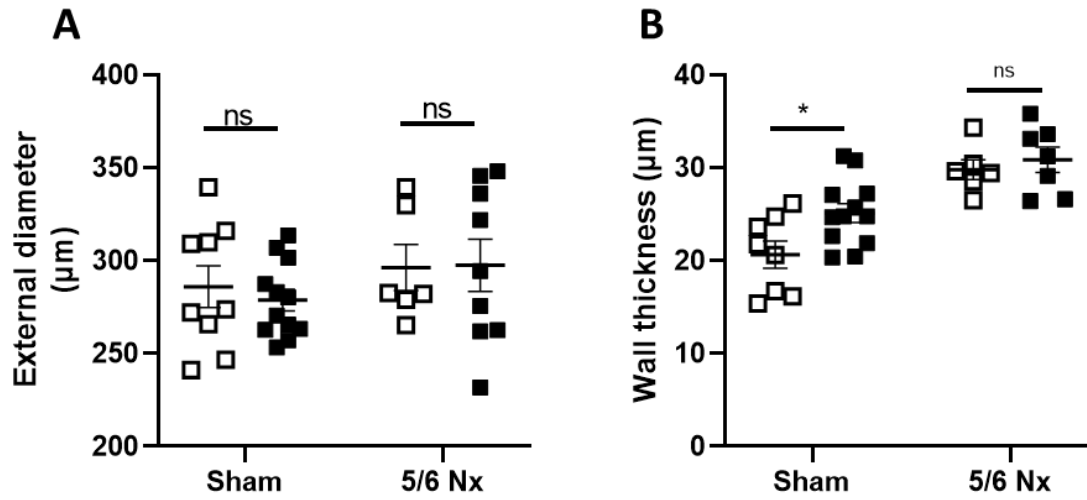 A
External diameter
(µm)
400
350
300
250
200
ns
ns
Sham
5/6 Nx
B
Wall thickness (µm)
40
30
20
10
0
*
ns
Sham
5/6 Nx